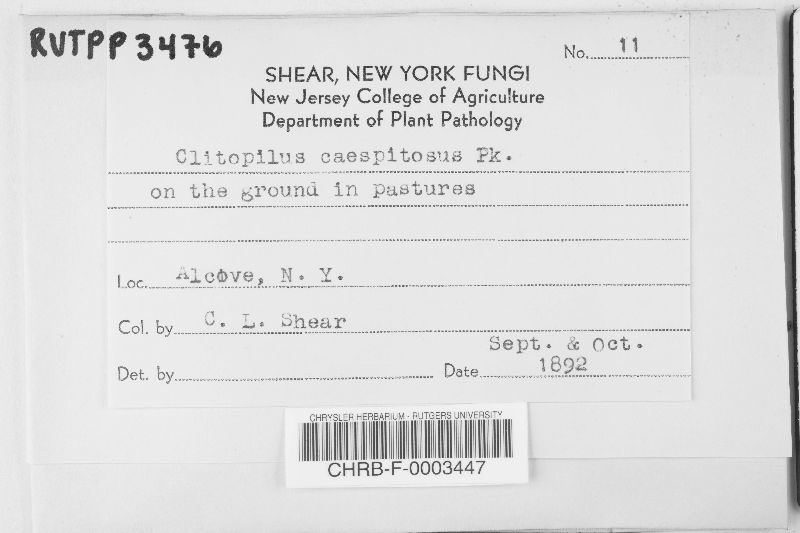 RUTPP3476
No. 11
SHEAR, NEW YORK FUNGI
New Jersey College of Agriculture
Department of Plant Pathology
Clitopilus caespitosus Pk.
on the ground in pastures
Loc. Alcove, N. Y.
Col. by C. L. Shear
Sept. & Oct.
Det. by Date 1892
CHRYSLER HERBARIUM - RUTGERS UNIVERSITY
CHRB-F-0003447